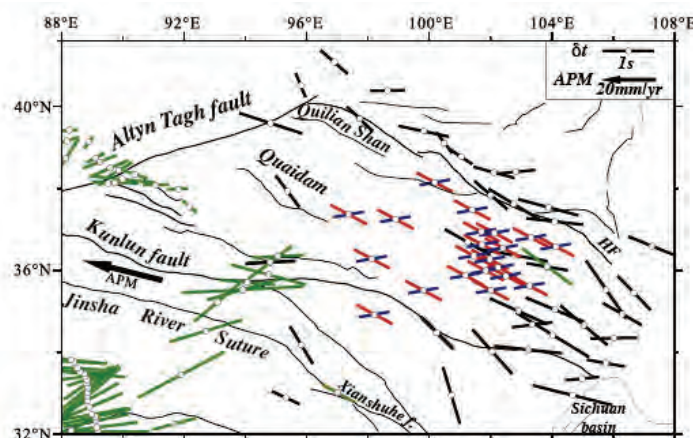 88°E 92°E 96°E 100°E 104°E 108°E
δt
1s
APM
20mm/yr
40°N
Altyn Tagh fault
Quilian Shan
Quaidam
Kunlun fault
HF
36°N
APM
Jinsha River Suture
Xianshuhe F.
Sichuan
basin
32°N